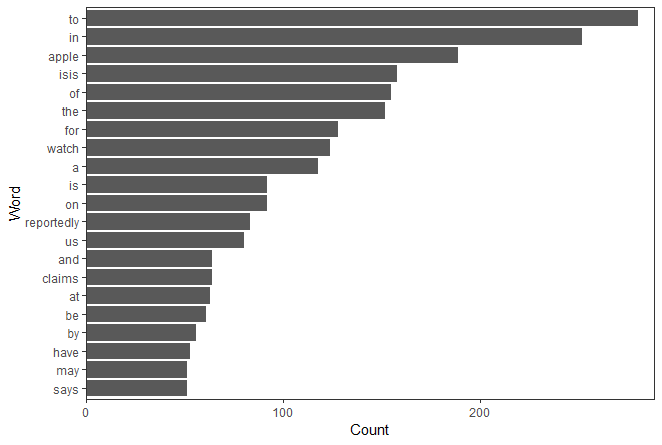 to
in
apple
isis
of
the
for
watch
a
is
on
reportedly
us
and
claims
at
be
by
have
may
says
Word
0 100 200
Count